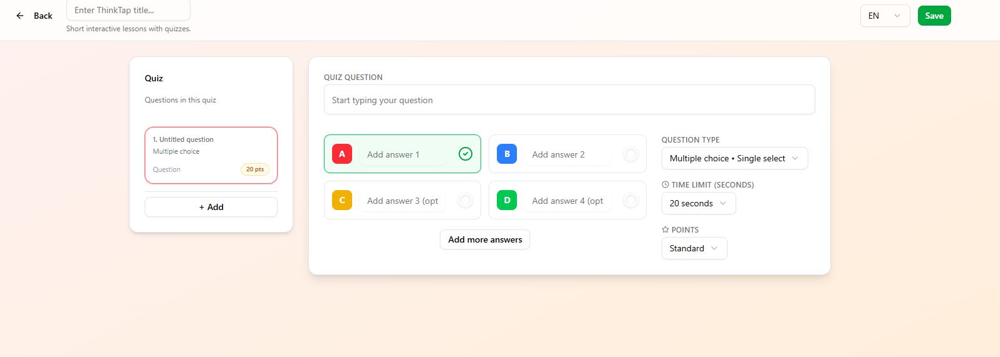 Back
Enter ThinkTap title...
Short interactive lessons with quizzes.
EN
Save
Quiz
Questions in this quiz
1. Untitled question
Multiple choice
Question
20 pts
+ Add
QUIZ QUESTION
Start typing your question
A
Add answer 1
B
Add answer 2
C
Add answer 3 (opt
D
Add answer 4 (opt
Add more answers
QUESTION TYPE
Multiple choice • Single select
TIME LIMIT (SECONDS)
20 seconds
POINTS
Standard